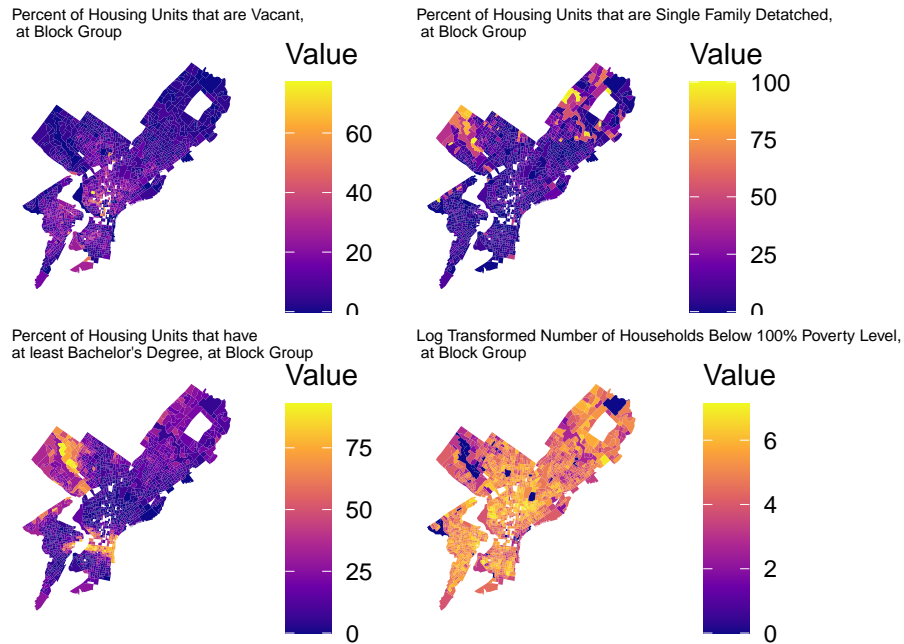 Percent of Housing Units that are Vacant,
at Block Group
Value
60
40
20
0
Percent of Housing Units that are Single Family Detatched,
at Block Group
Value
100
75
50
25
0
Percent of Housing Units that have
at least Bachelor's Degree, at Block Group
Value
75
50
25
0
Log Transformed Number of Households Below 100% Poverty Level,
at Block Group
Value
6
4
2
0